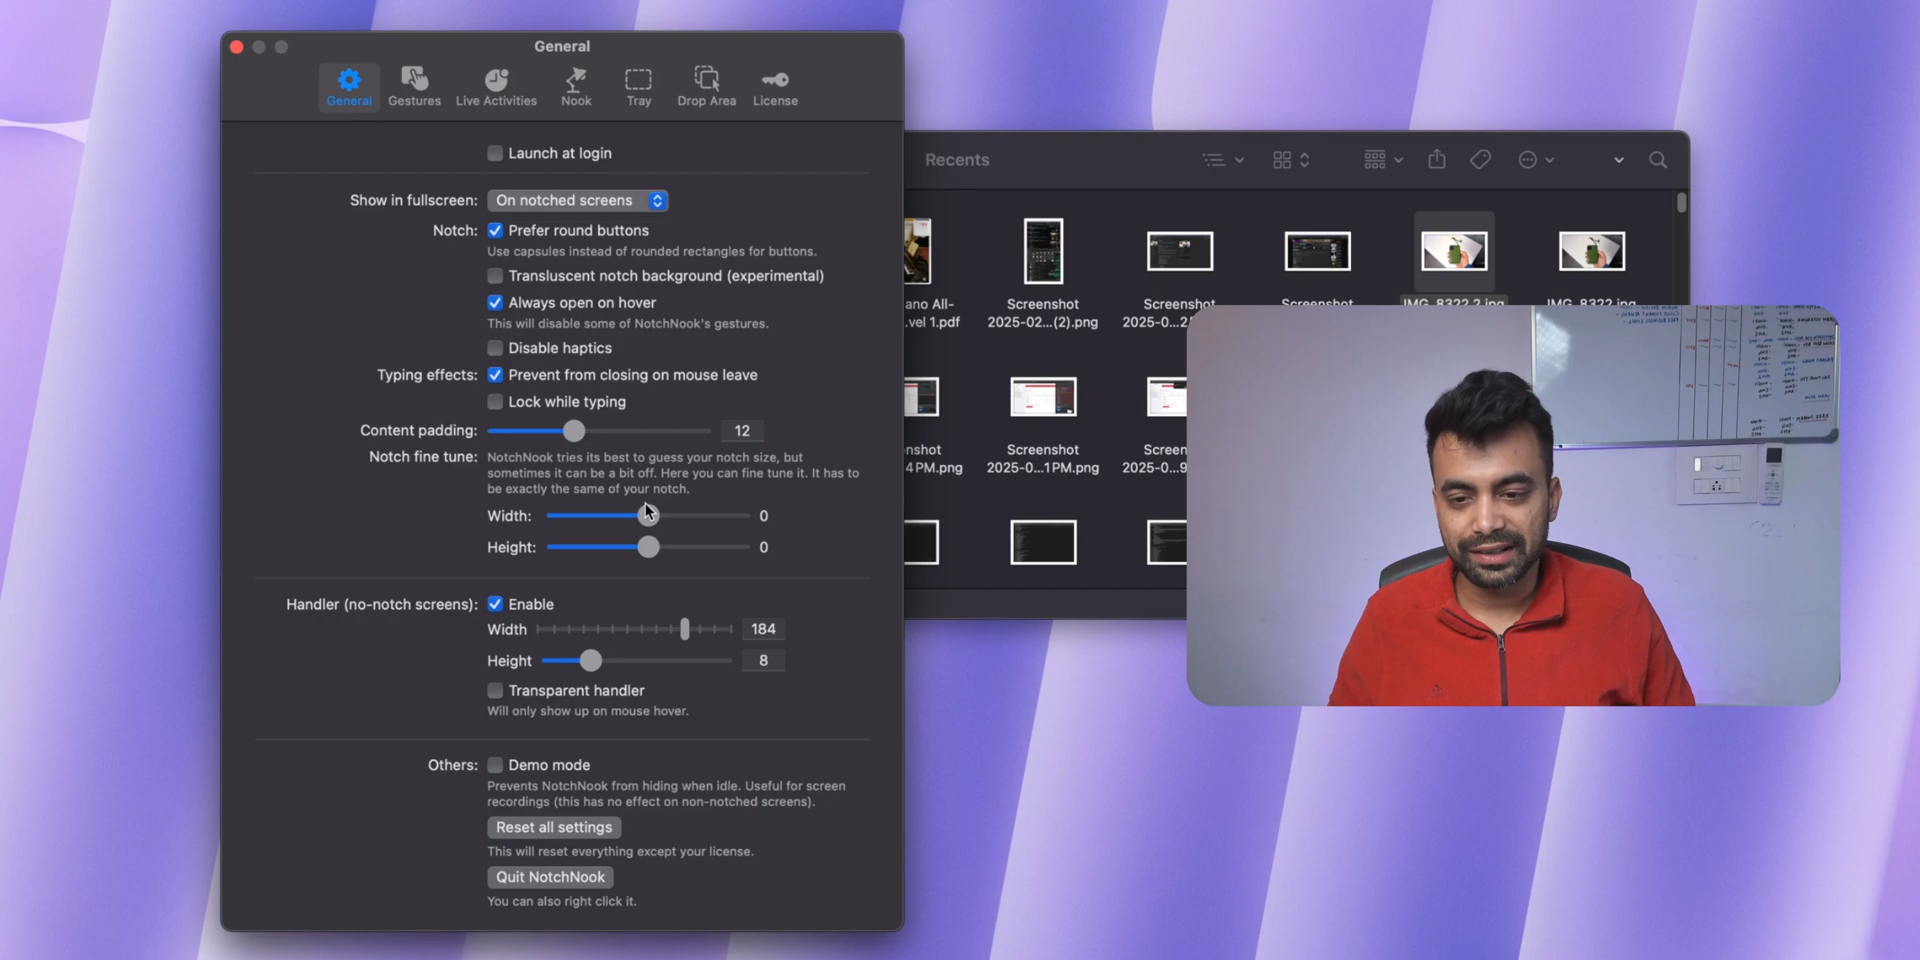 General
General Gestures Live Activities Nook Tray Drop Area License
Launch at login
Show in fullscreen: On notched screens
Notch: Prefer round buttons
Use capsules instead of rounded rectangles for buttons.
Transluscent notch background (experimental)
Always open on hover
This will disable some of NotchNook's gestures.
Disable haptics
Typing effects: Prevent from closing on mouse leave
Lock while typing
Content padding: 12
Notch fine tune: NotchNook tries its best to guess your notch size, but
sometimes it can be a bit off. Here you can fine tune it. It has to
be exactly the same of your notch.
Width: 0
Height: 0
Handler (no-notch screens): Enable
Width 184
Height 8
Transparent handler
Will only show up on mouse hover.
Others: Demo mode
Prevents NotchNook from hiding when idle. Useful for screen
recordings (this has no effect on non-notched screens).
Reset all settings
This will reset everything except your license.
Quit NotchNook
You can also right click it.
Recents
ano All- Screenshot Screenshot Screenshot IMG_8322 2.jpg IMG_8322.jpg
.vel 1.pdf 2025-02...(2).png 2025-0...2
nshot Screenshot Screen
4PM.png 2025-0...1PM.png 2025-0...9